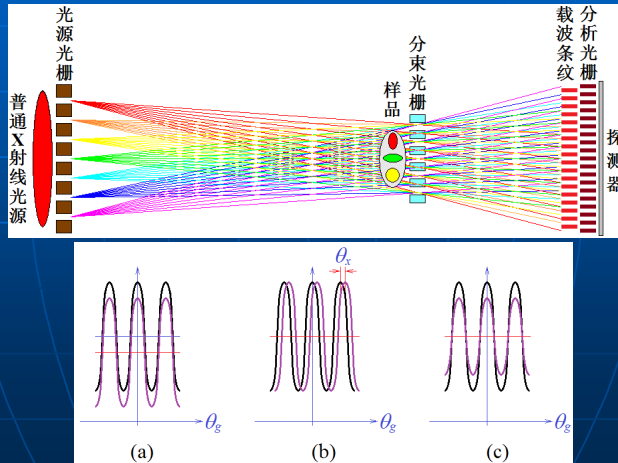 光源光栅
普通X射线光源
样品
分束光栅
载波条纹
分析光栅
探测器
θx
θg
θg
θg
(a)
(b)
(c)